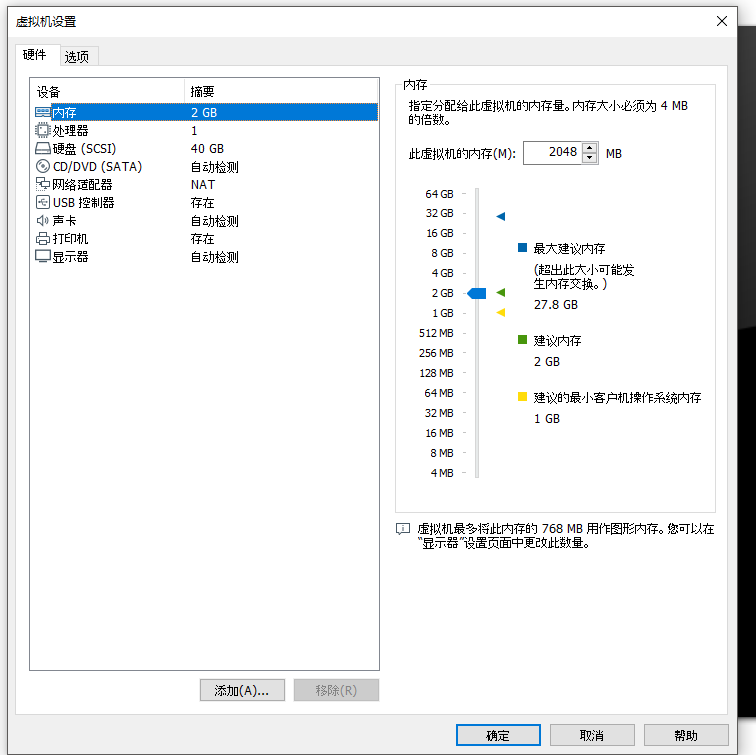 虚拟机设置
硬件 选项
设备 摘要
内存 2 GB
处理器 1
硬盘 (SCSI) 40 GB
CD/DVD (SATA) 自动检测
网络适配器 NAT
USB 控制器 存在
声卡 自动检测
打印机 存在
显示器 自动检测
添加(A)... 移除(R)
内存
指定分配给此虚拟机的内存量。内存大小必须为 4 MB
的倍数。
此虚拟机的内存(M): 2048 MB
64 GB
32 GB
16 GB
8 GB
4 GB
2 GB
1 GB
512 MB
256 MB
128 MB
64 MB
32 MB
16 MB
8 MB
4 MB
最大建议内存
(超出此大小可能发
生内存交换。)
27.8 GB
建议内存
2 GB
建议的最小客户机操作系统内存
1 GB
虚拟机最多将此内存的 768 MB 用作图形内存。您可以在
“显示器”设置页面中更改此数量。
确定 取消 帮助